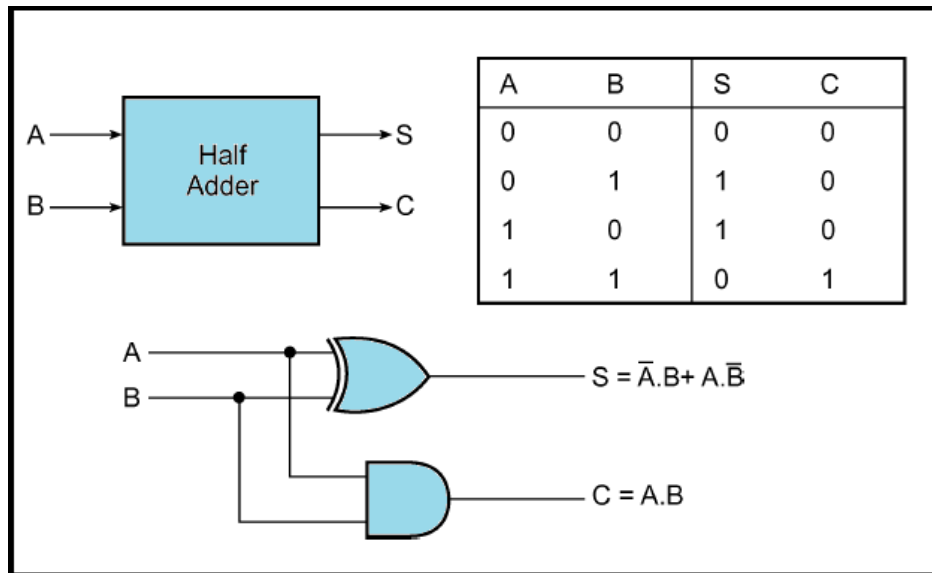 A
B
Half
Adder
S
C
A B S C
0 0 0 0
0 1 1 0
1 0 1 0
1 1 0 1
A
B
S = A̅.B+ A.B̅
C = A.B